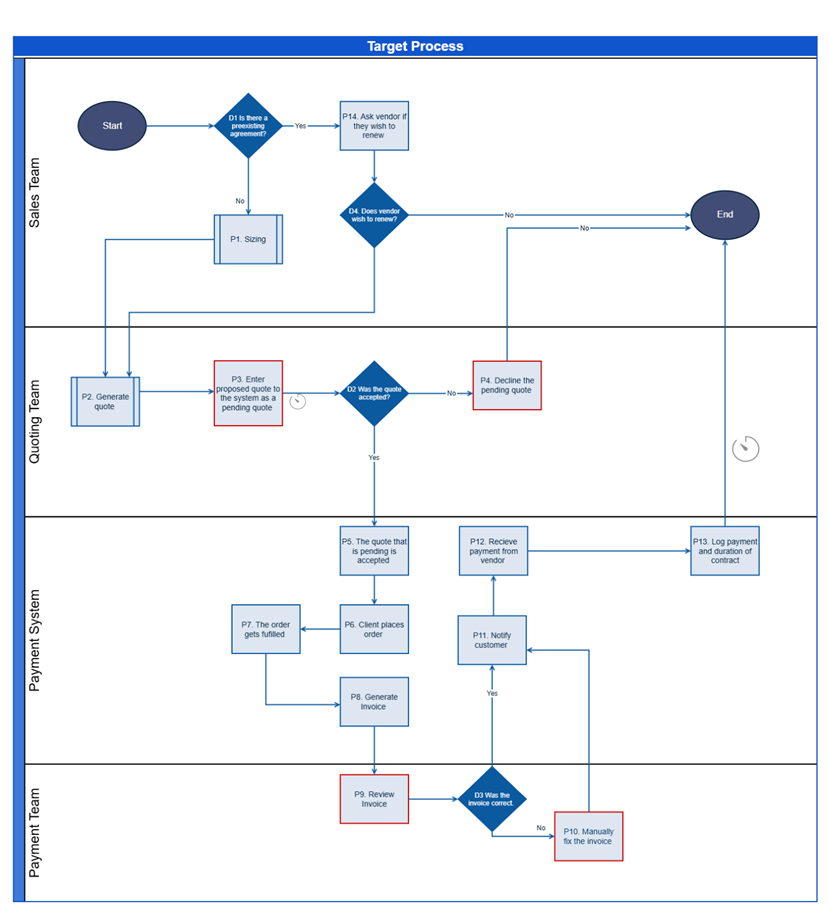 Target Process
Sales Team
Start
D1 Is there a
preexisting
agreement?
Yes
P14. Ask vendor if
they wish to
renew
No
P1. Sizing
D4. Does vendor
wish to renew?
No
No
End
Quoting Team
P2. Generate
quote
P3. Enter
proposed quote to
the system as a
pending quote
D2 Was the quote
accepted?
No
P4. Decline the
pending quote
Yes
Payment System
P5. The quote that
is pending is
accepted
P12. Recieve
payment from
vendor
P13. Log payment
and duration of
contract
P7. The order
gets fufilled
P6. Client places
order
P11. Notify
customer
P8. Generate
Invoice
Yes
Payment Team
P9. Review
Invoice
D3 Was the
invoice correct.
No
P10. Manually
fix the invoice